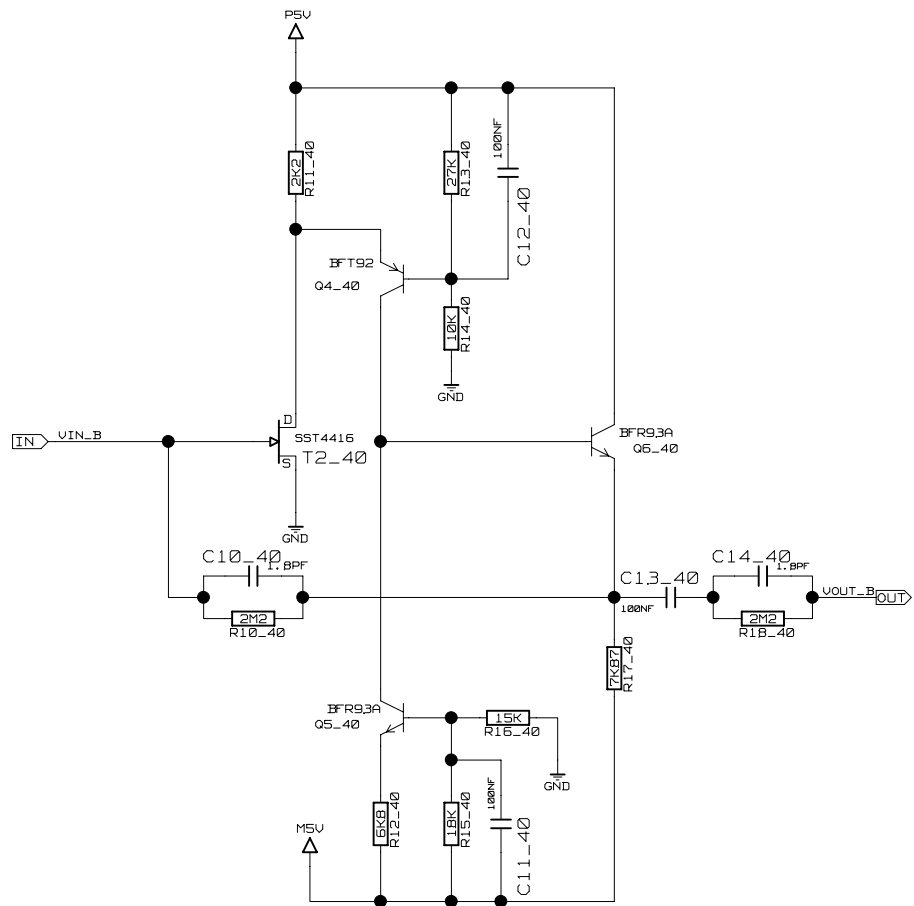 P5V
2K2
R11_40
27K
R13_40
100NF
C12_40
BFT92
Q4_40
10K
R14_40
GND
IN
VIN_B
D
S
SST4416
T2_40
BFR93A
Q6_40
GND
C10_40
1.8PF
2M2
R10_40
C13_40
100NF
C14_40
1.8PF
2M2
R18_40
VOUT_B
OUT
7K87
R17_40
BFR93A
Q5_40
15K
R16_40
GND
6K8
R12_40
18K
R15_40
100NF
C11_40
M5V